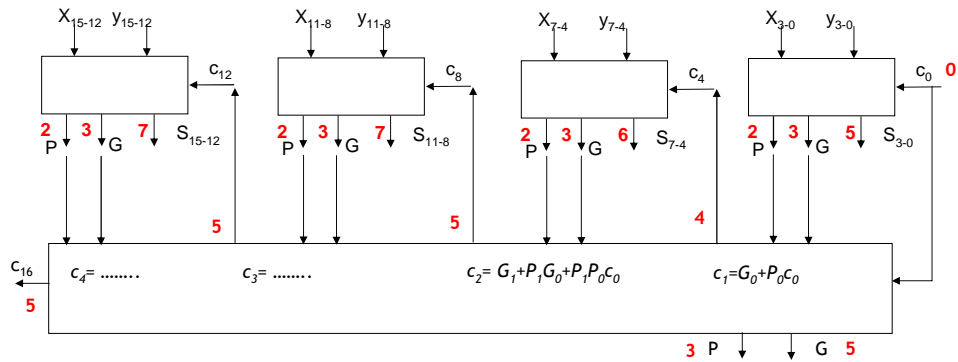 X15-12 y15-12 X11-8 y11-8 X7-4 y7-4 X3-0 y3-0
c12 c8 c4 c0 0
2 3 7 S15-12 2 3 7 S11-8 2 3 6 S7-4 2 3 5 S3-0
P G P G P G P G
5 5 4
c16 c4= ........ c3= ........ c2= G1+P1G0+P1P0c0 c1=G0+P0c0
5
3 P G 5